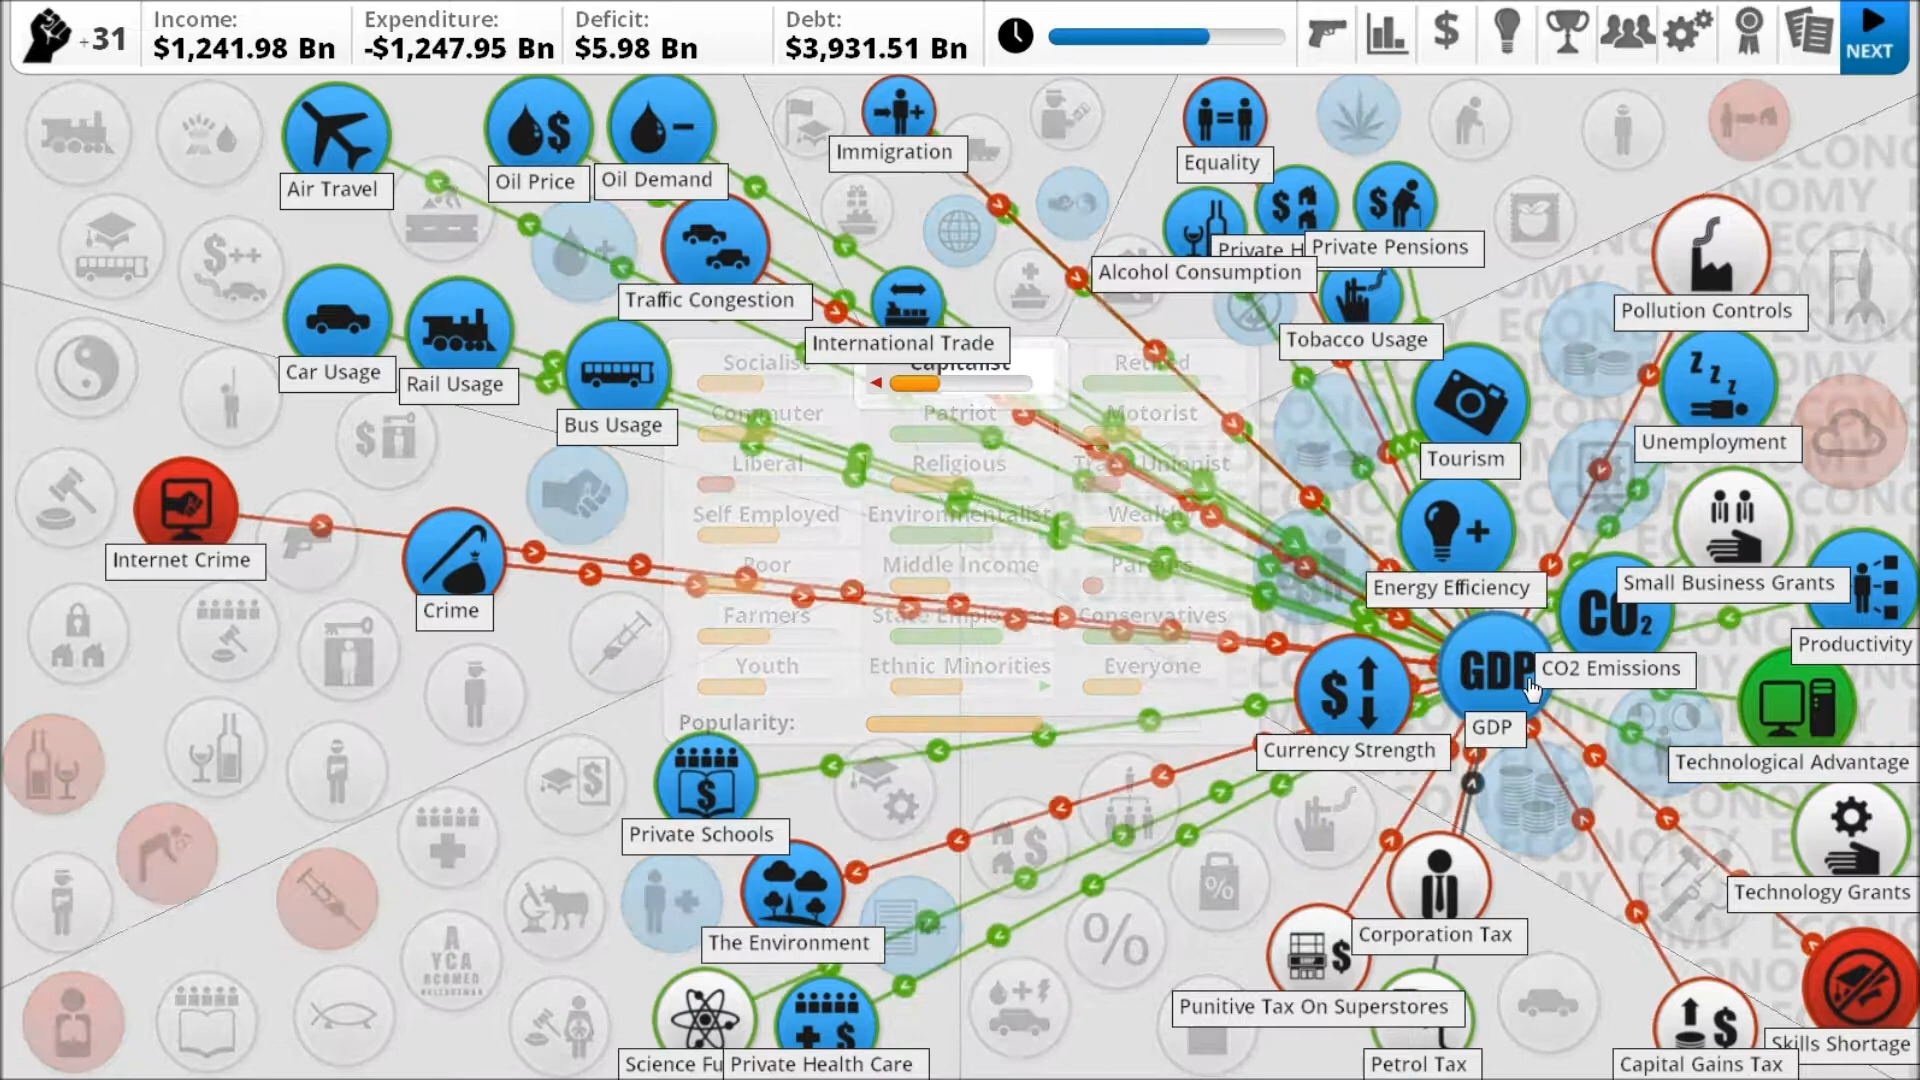 +31
Income:
$1,241.98 Bn
Expenditure:
-$1,247.95 Bn
Deficit:
$5.98 Bn
Debt:
$3,931.51 Bn
NEXT
Air Travel
Oil Price
Oil Demand
Immigration
Equality
Private H
Private Pensions
Alcohol Consumption
Traffic Congestion
International Trade
Tobacco Usage
Pollution Controls
Car Usage
Rail Usage
Bus Usage
Socialist
Capitalist
Retired
Commuter
Patriot
Motorist
Liberal
Religious
Trade Unionist
Self Employed
Environmentalist
Wealthy
Poor
Middle Income
Parents
Farmers
State Employees
Conservatives
Youth
Ethnic Minorities
Everyone
Popularity:
Tourism
Unemployment
Internet Crime
Crime
Energy Efficiency
Small Business Grants
CO2
Productivity
GDP
CO2 Emissions
GDP
Currency Strength
Technological Advantage
Private Schools
The Environment
Technology Grants
Corporation Tax
Punitive Tax On Superstores
Science Fu
Private Health Care
Petrol Tax
Capital Gains Tax
Skills Shortage